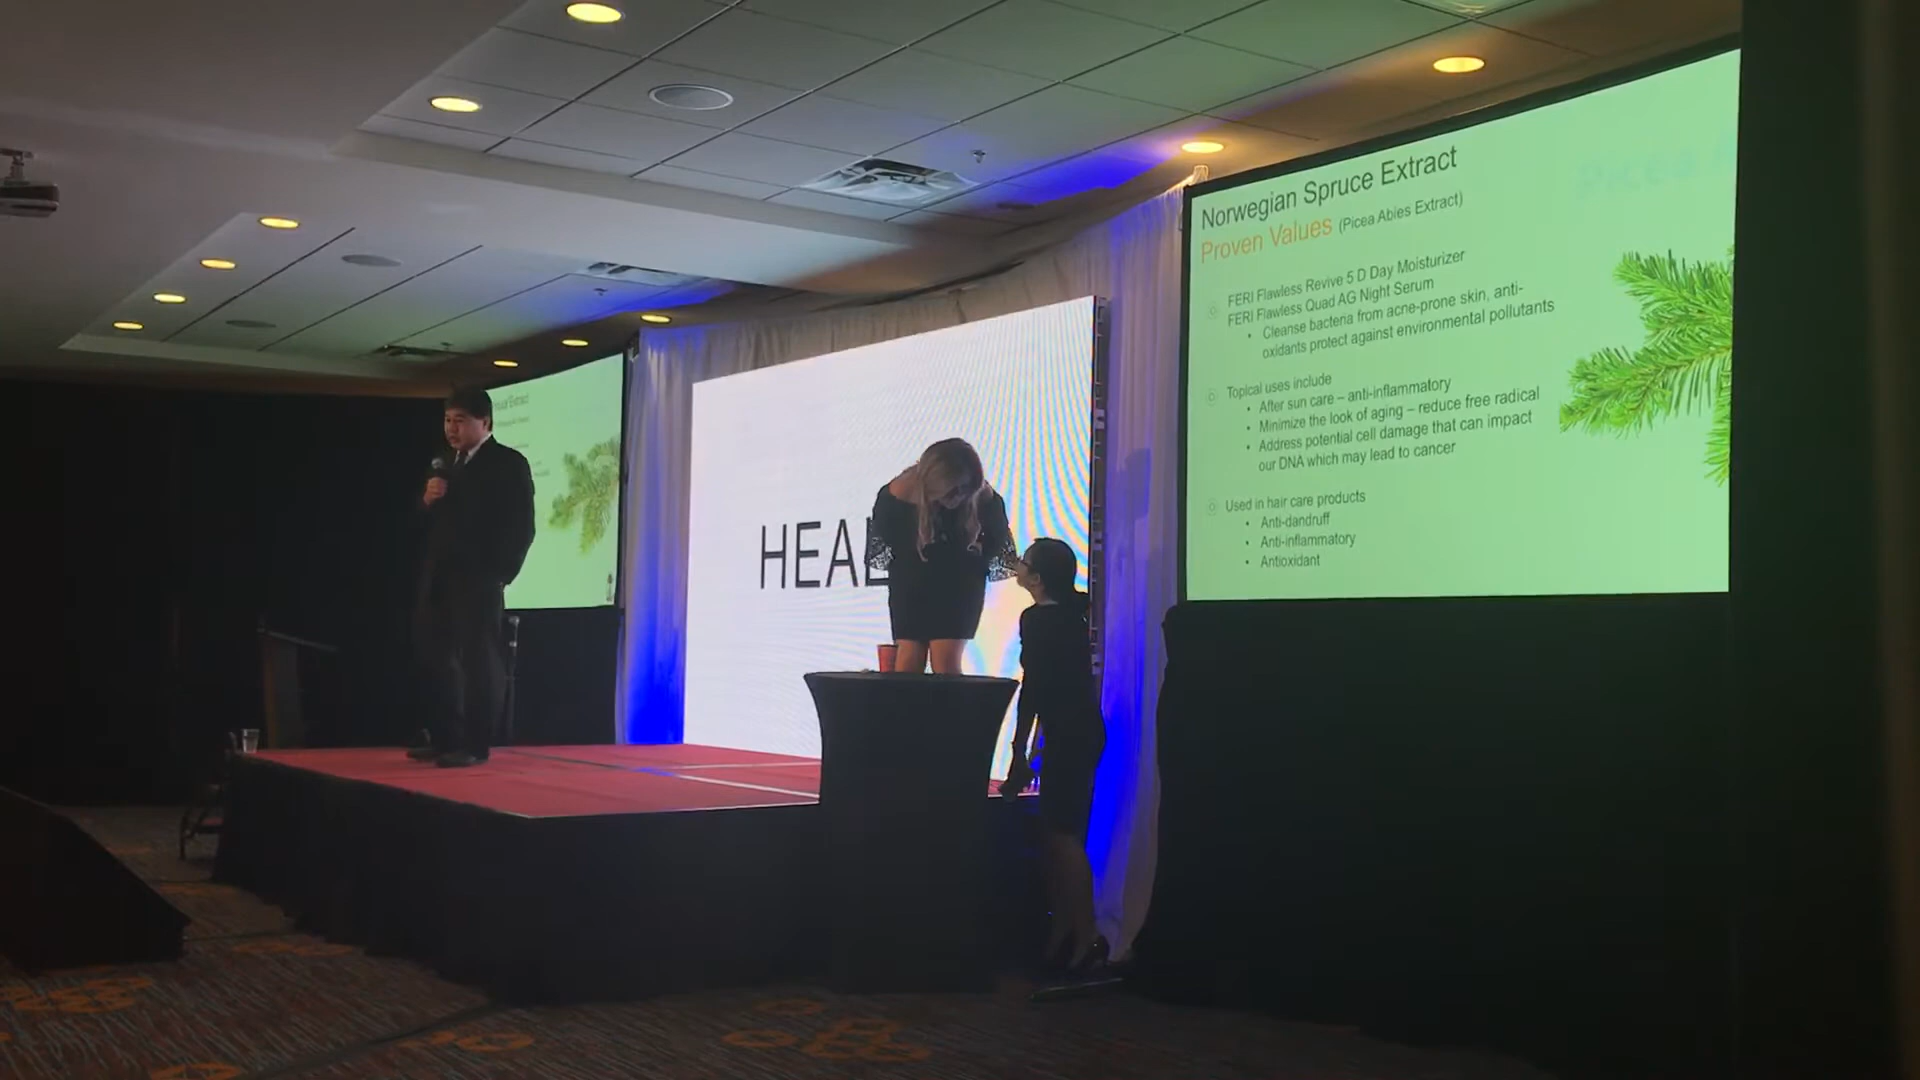 Norwegian Spruce Extract
Proven Values (Picea Abies Extract)
FERI Flawless Revive 5 D Day Moisturizer
FERI Flawless Quad AG Night Serum
• Cleanse bacteria from acne-prone skin, anti-
oxidants protect against environmental pollutants
Topical uses include
• After sun care – anti-inflammatory
• Minimize the look of aging – reduce free radical
• Address potential cell damage that can impact
our DNA which may lead to cancer
Used in hair care products
• Anti-dandruff
• Anti-inflammatory
• Antioxidant
Picea
HEAL